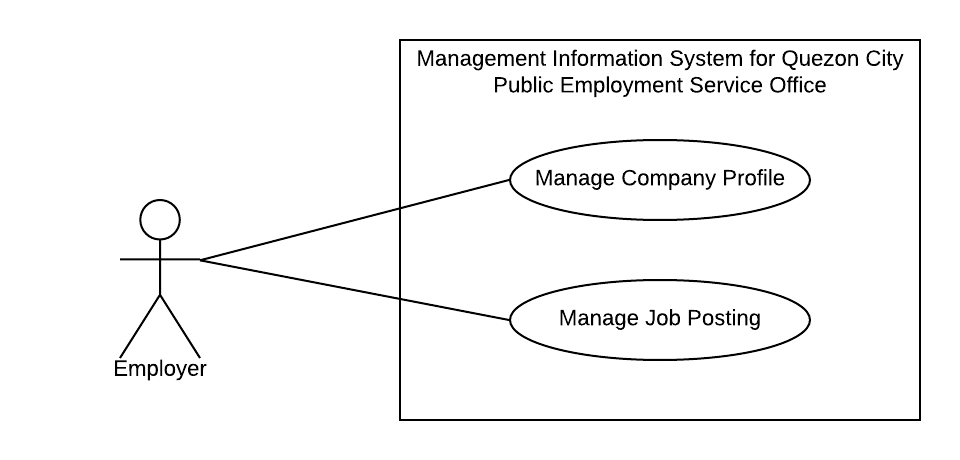 Management Information System for Quezon City
Public Employment Service Office
Manage Company Profile
Manage Job Posting
Employer